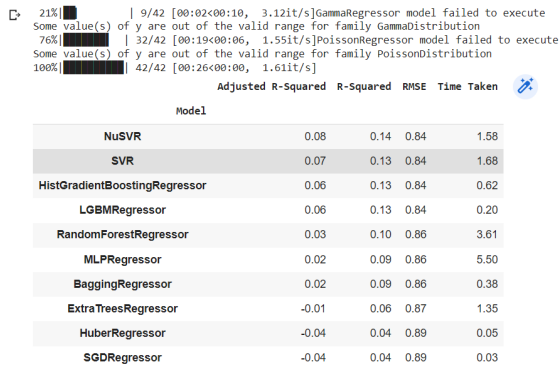 21%|██ | 9/42 [00:02<00:10, 3.12it/s]GammaRegressor model failed to execute
Some value(s) of y are out of the valid range for family GammaDistribution
76%|███████▌ | 32/42 [00:19<00:06, 1.55it/s]PoissonRegressor model failed to execute
Some value(s) of y are out of the valid range for family PoissonDistribution
100%|██████████| 42/42 [00:26<00:00, 1.61it/s]
Adjusted R-Squared R-Squared RMSE Time Taken
Model
NuSVR 0.08 0.14 0.84 1.58
SVR 0.07 0.13 0.84 1.68
HistGradientBoostingRegressor 0.06 0.13 0.84 0.62
LGBMRegressor 0.06 0.13 0.84 0.20
RandomForestRegressor 0.03 0.10 0.86 3.61
MLPRegressor 0.02 0.09 0.86 5.50
BaggingRegressor 0.02 0.09 0.86 0.38
ExtraTreesRegressor -0.01 0.06 0.87 1.35
HuberRegressor -0.04 0.04 0.89 0.05
SGDRegressor -0.04 0.04 0.89 0.03